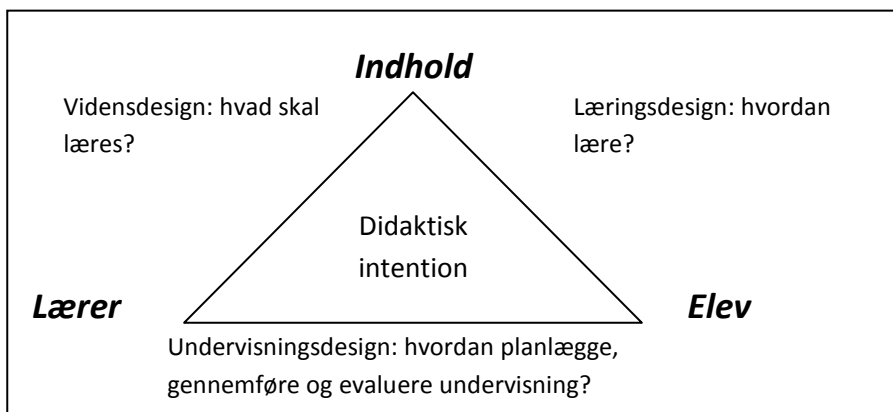 Indhold
Vidensdesign: hvad skal
læres?
Læringsdesign: hvordan
lære?
Didaktisk
intention
Lærer
Elev
Undervisningsdesign: hvordan planlægge,
gennemføre og evaluere undervisning?